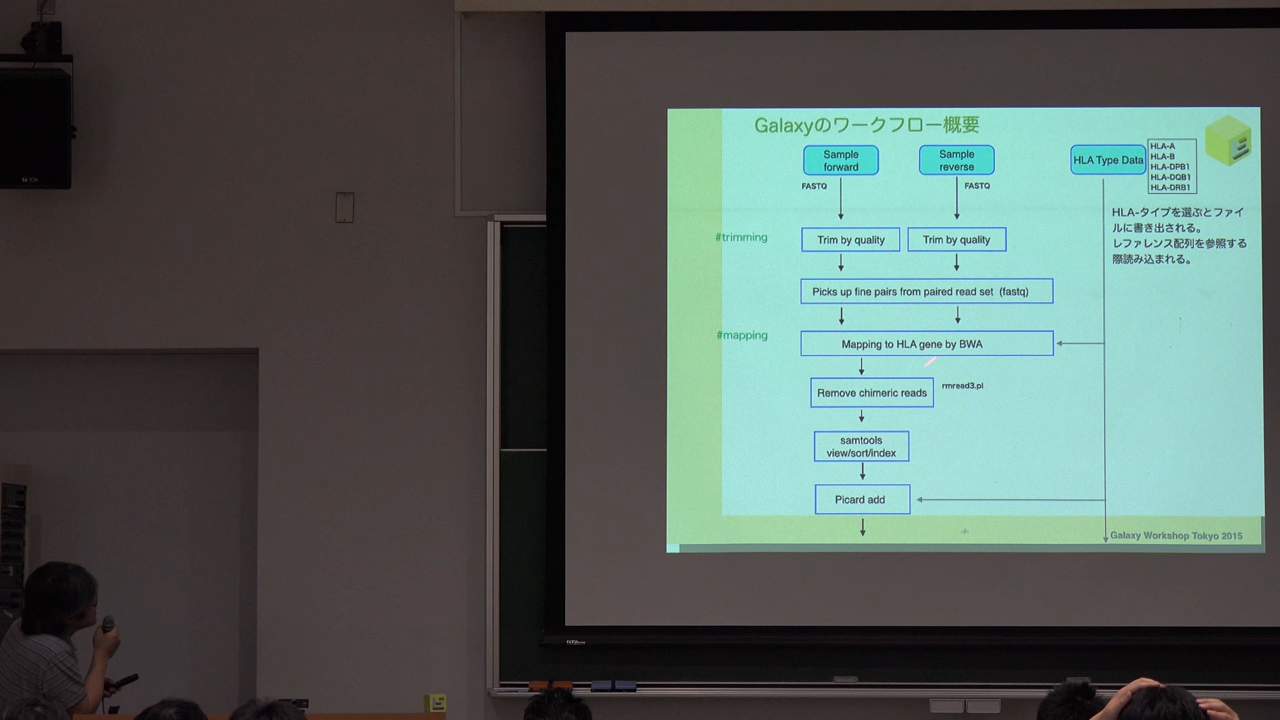 Galaxyのワークフロー概要
Sample
forward
Sample
reverse
HLA Type Data
HLA-A
HLA-B
HLA-DPB1
HLA-DQB1
HLA-DRB1
FASTQ
FASTQ
HLA-タイプを選ぶとファイ
ルに書き出される。
レファレンス配列を参照する
際読み込まれる。
#trimming
Trim by quality
Trim by quality
Picks up fine pairs from paired read set (fastq)
#mapping
Mapping to HLA gene by BWA
Remove chimeric reads
rmread3.pl
samtools
view/sort/index
Picard add
Galaxy Workshop Tokyo 2015